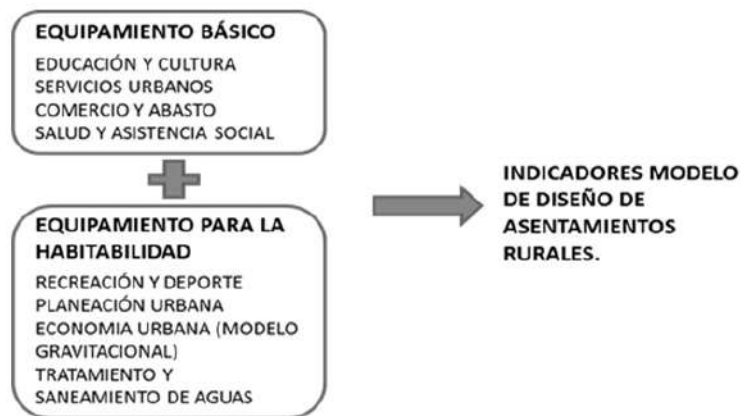 EQUIPAMIENTO BÁSICO
EDUCACIÓN Y CULTURA
SERVICIOS URBANOS
COMERCIO Y ABASTO
SALUD Y ASISTENCIA SOCIAL
EQUIPAMIENTO PARA LA
HABITABILIDAD
RECREACIÓN Y DEPORTE
PLANEACIÓN URBANA
ECONOMIA URBANA (MODELO
GRAVITACIONAL)
TRATAMIENTO Y
SANEAMIENTO DE AGUAS
INDICADORES MODELO
DE DISEÑO DE
ASENTAMIENTOS
RURALES.